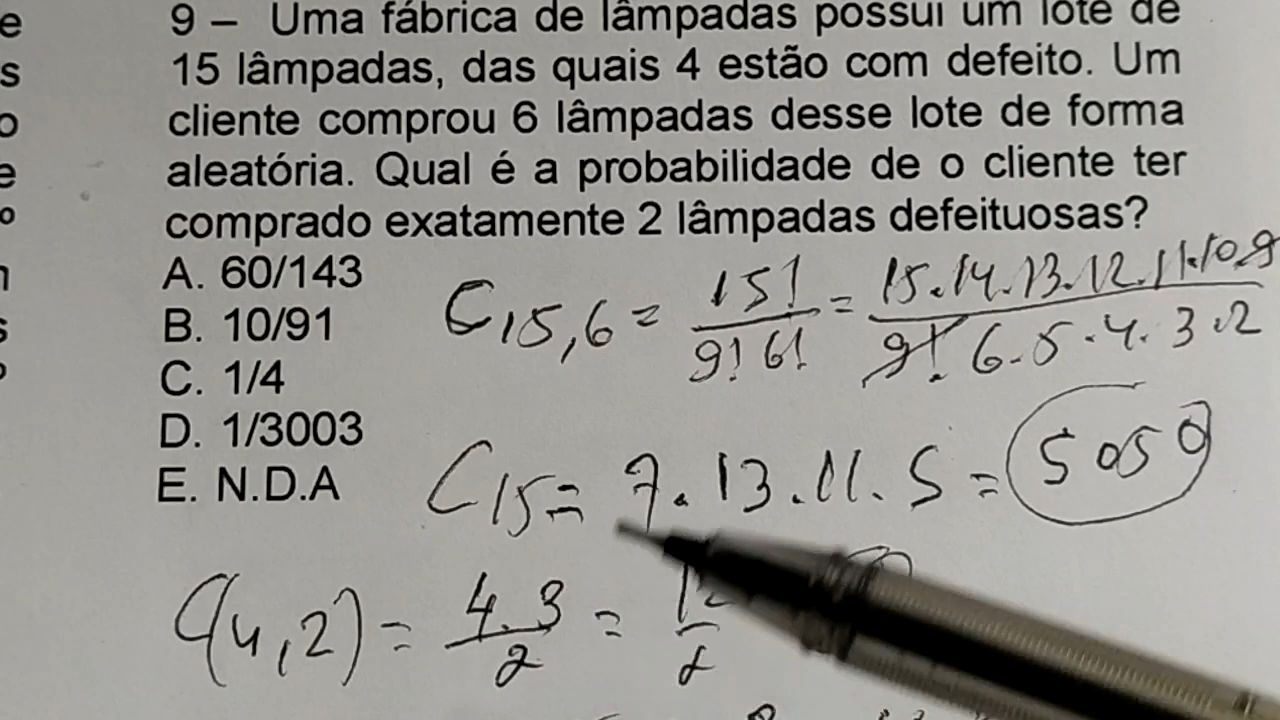 e
s
o
e
º
9 – Uma fábrica de lâmpadas possui um lote de
15 lâmpadas, das quais 4 estão com defeito. Um
cliente comprou 6 lâmpadas desse lote de forma
aleatória. Qual é a probabilidade de o cliente ter
comprado exatamente 2 lâmpadas defeituosas?
A. 60/143
B. 10/91
C. 1/4
D. 1/3003
E. N.D.A
C15,6 = 15!/9!6! = 15.14.13.12.11.10.9/9! 6.5.4.3.2
C15 = 7.13.11.5 = 5050
C(4,2) = 4.3/2 = 12/2